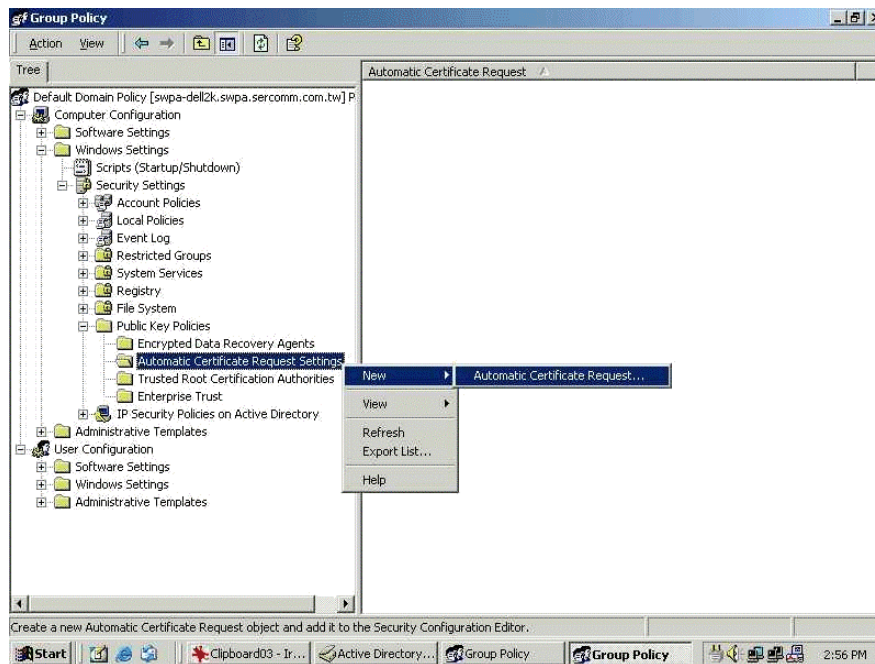 Group Policy
Action View
Tree
Automatic Certificate Request
Default Domain Policy [swpa-dell2k.swpa.sercomm.com.tw] P
Computer Configuration
Software Settings
Windows Settings
Scripts (Startup/Shutdown)
Security Settings
Account Policies
Local Policies
Event Log
Restricted Groups
System Services
Registry
File System
Public Key Policies
Encrypted Data Recovery Agents
Automatic Certificate Request Settings
Trusted Root Certification Authorities
Enterprise Trust
IP Security Policies on Active Directory
Administrative Templates
User Configuration
Software Settings
Windows Settings
Administrative Templates
New
Automatic Certificate Request...
View
Refresh
Export List...
Help
Create a new Automatic Certificate Request object and add it to the Security Configuration Editor.
Start Clipboard03 - Ir... Active Directory... Group Policy Group Policy 2:56 PM